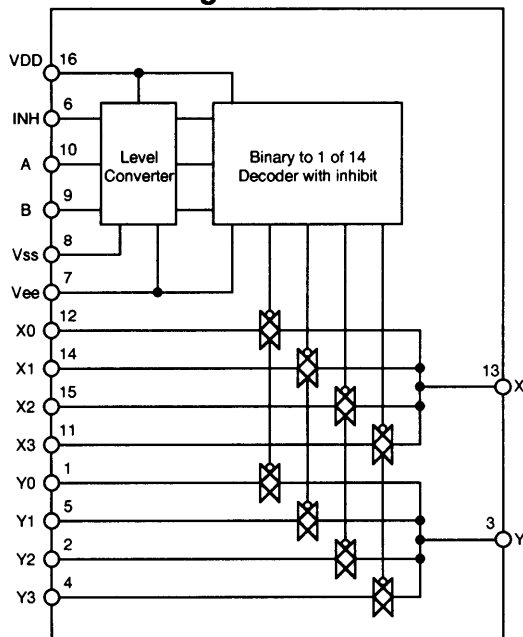 VDD 16
INH 6
A 10
B 9
Vss 8
Vee 7
Level
Converter
Binary to 1 of 14
Decoder with inhibit
X0 12
X1 14
X2 15
X3 11
Y0 1
Y1 5
Y2 2
Y3 4
13 X
3 Y